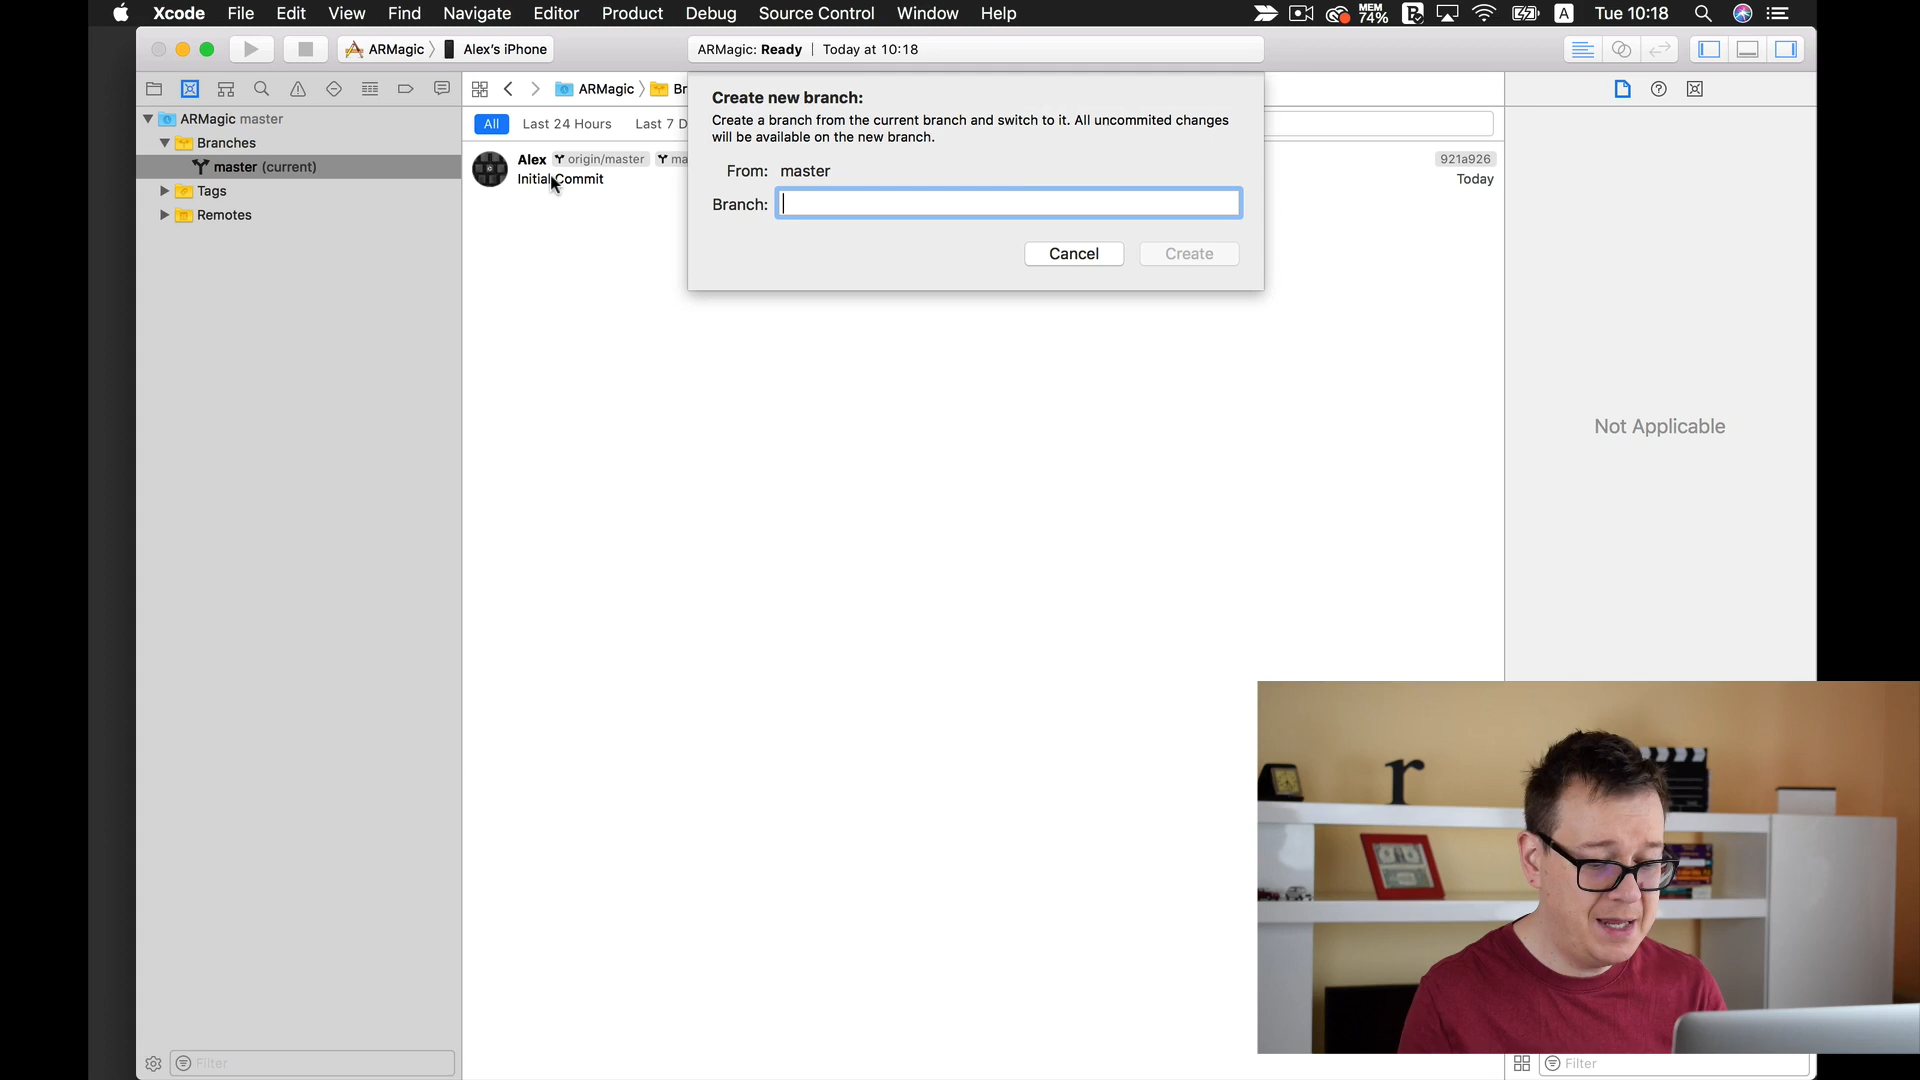 Xcode File Edit View Find Navigate Editor Product Debug Source Control Window Help MEM 74% A Tue 10:18
ARMagic Alex's iPhone ARMagic: Ready | Today at 10:18
ARMagic Br
ARMagic master
Branches
master (current)
Tags
Remotes
All Last 24 Hours Last 7 D
Alex origin/master ma
Initial Commit
921a926
Today
Create new branch:
Create a branch from the current branch and switch to it. All uncommited changes
will be available on the new branch.
From: master
Branch:
Cancel Create
Not Applicable
r
Filter
Filter